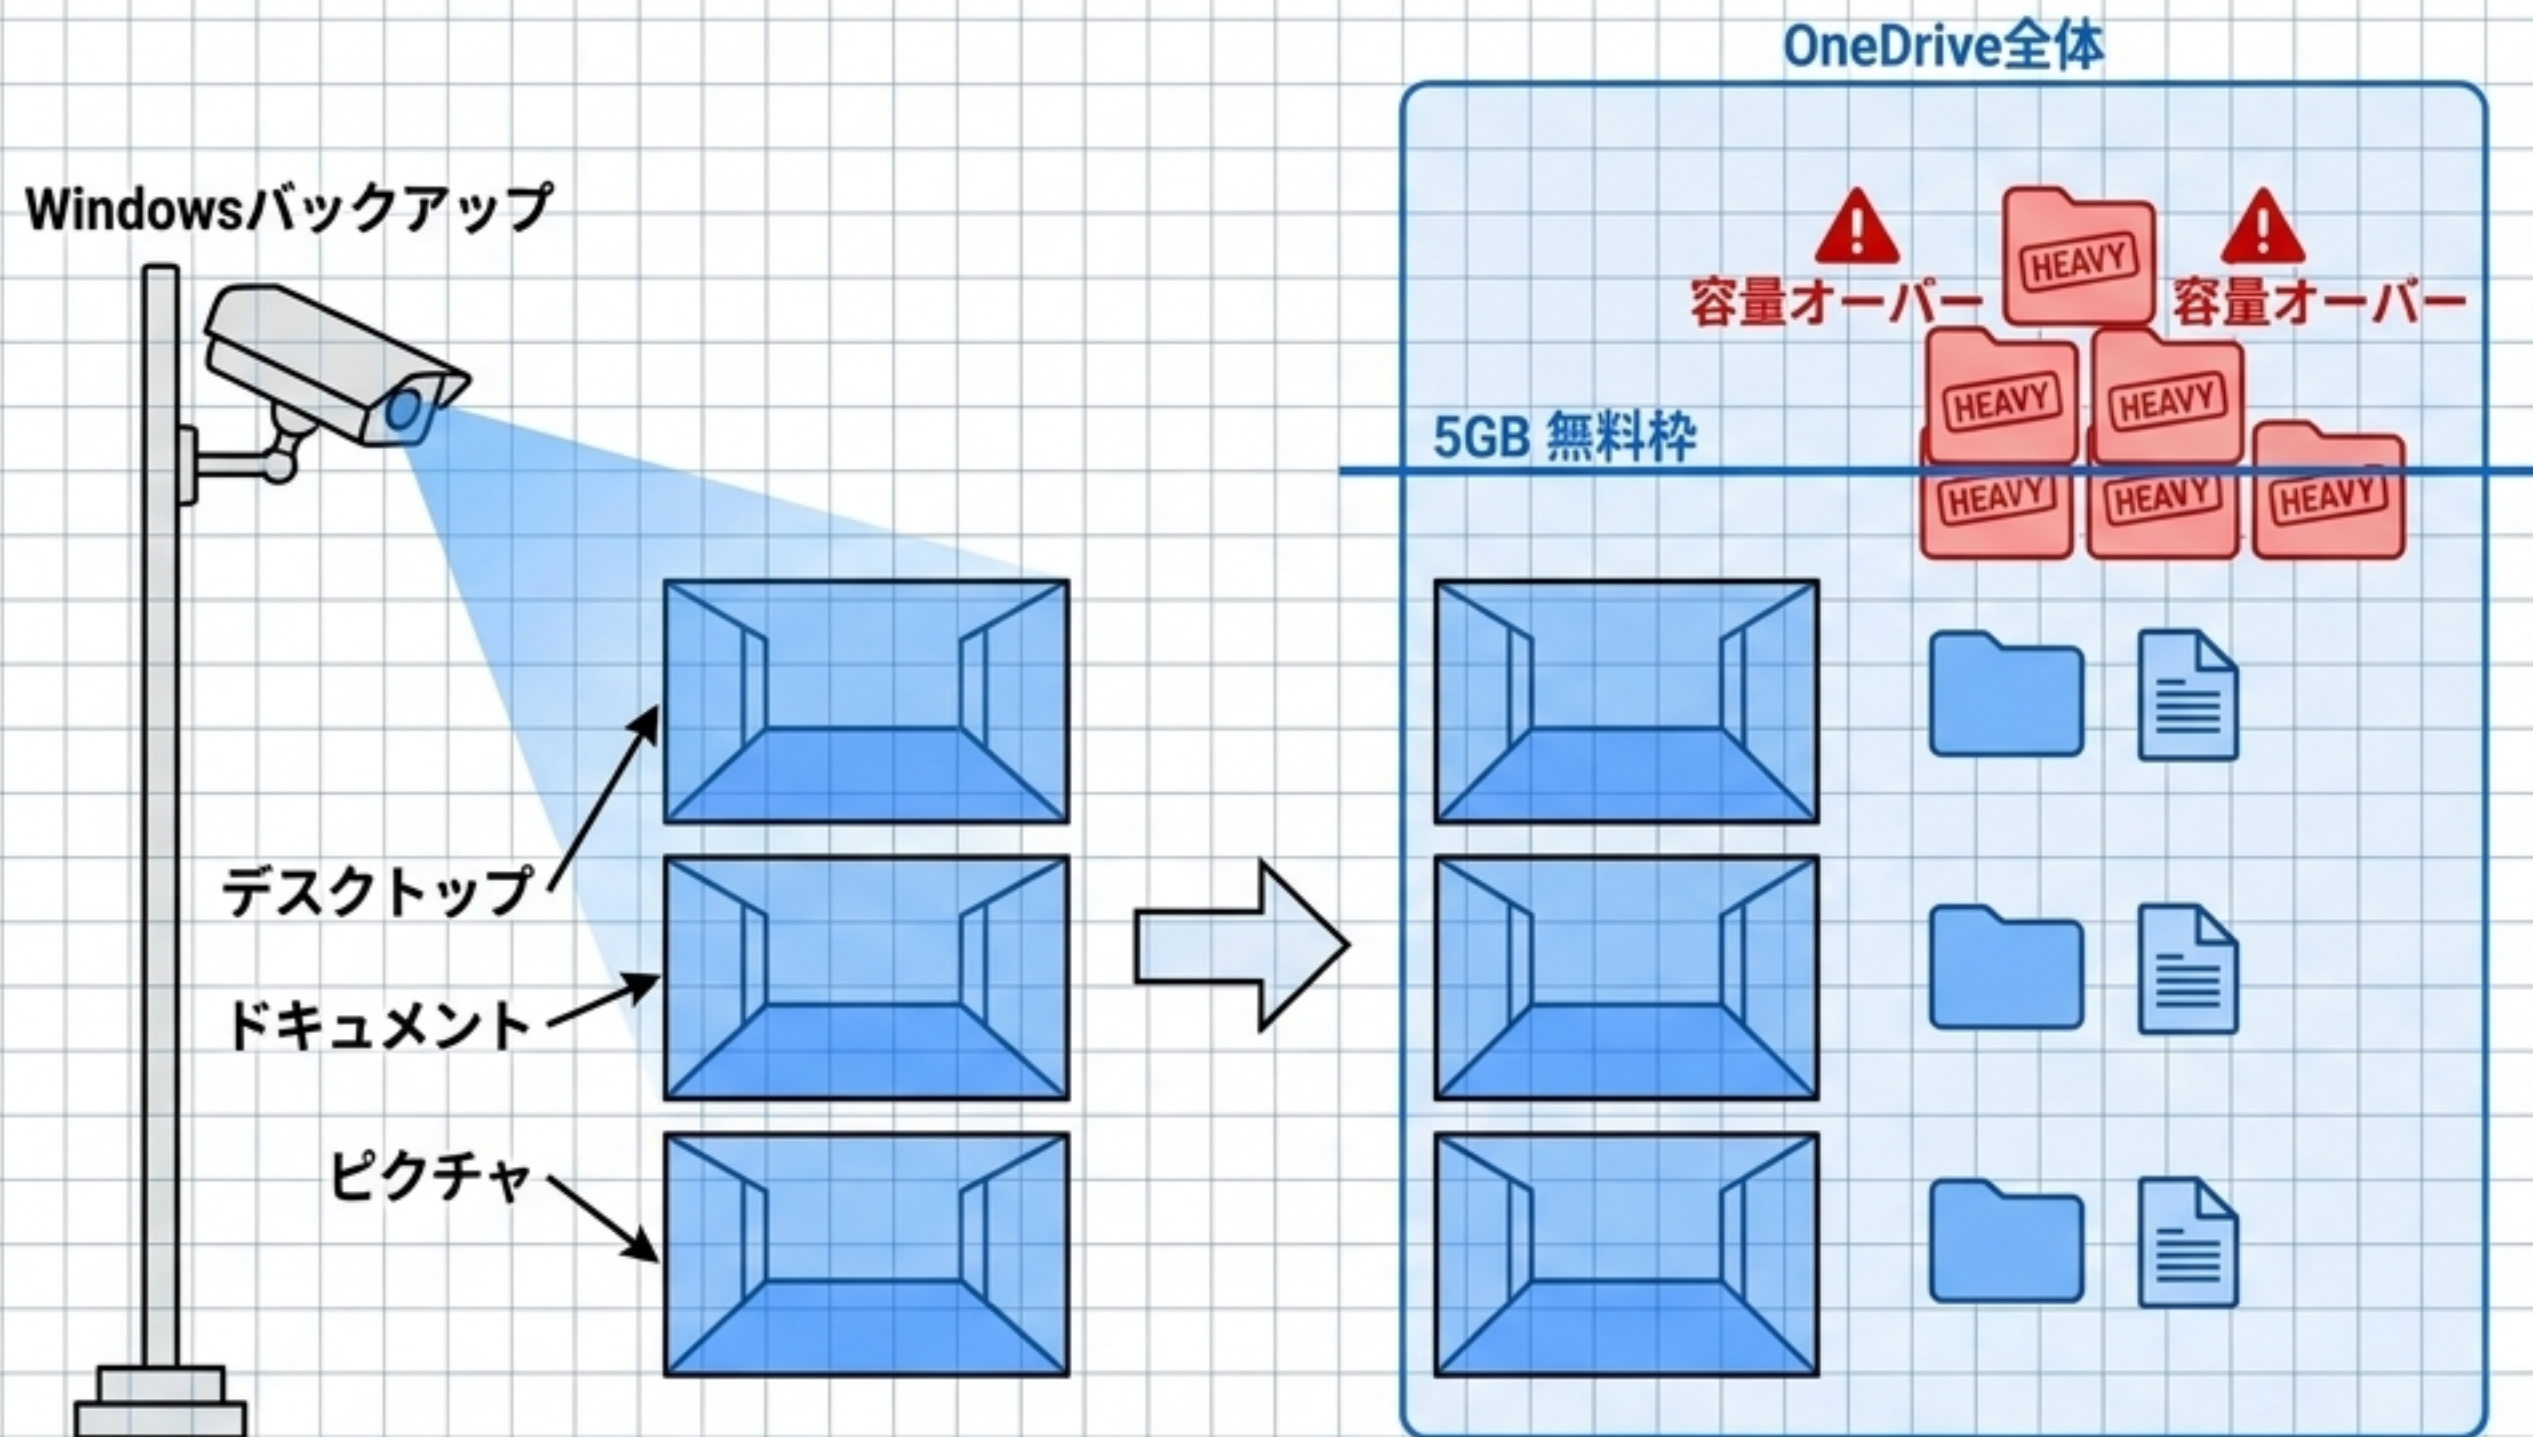 OneDrive全体
Windowsバックアップ
HEAVY
容量オーバー
容量オーバー
HEAVY
HEAVY
5GB 無料枠
HEAVY
HEAVY
HEAVY
デスクトップ
ドキュメント
ピクチャ